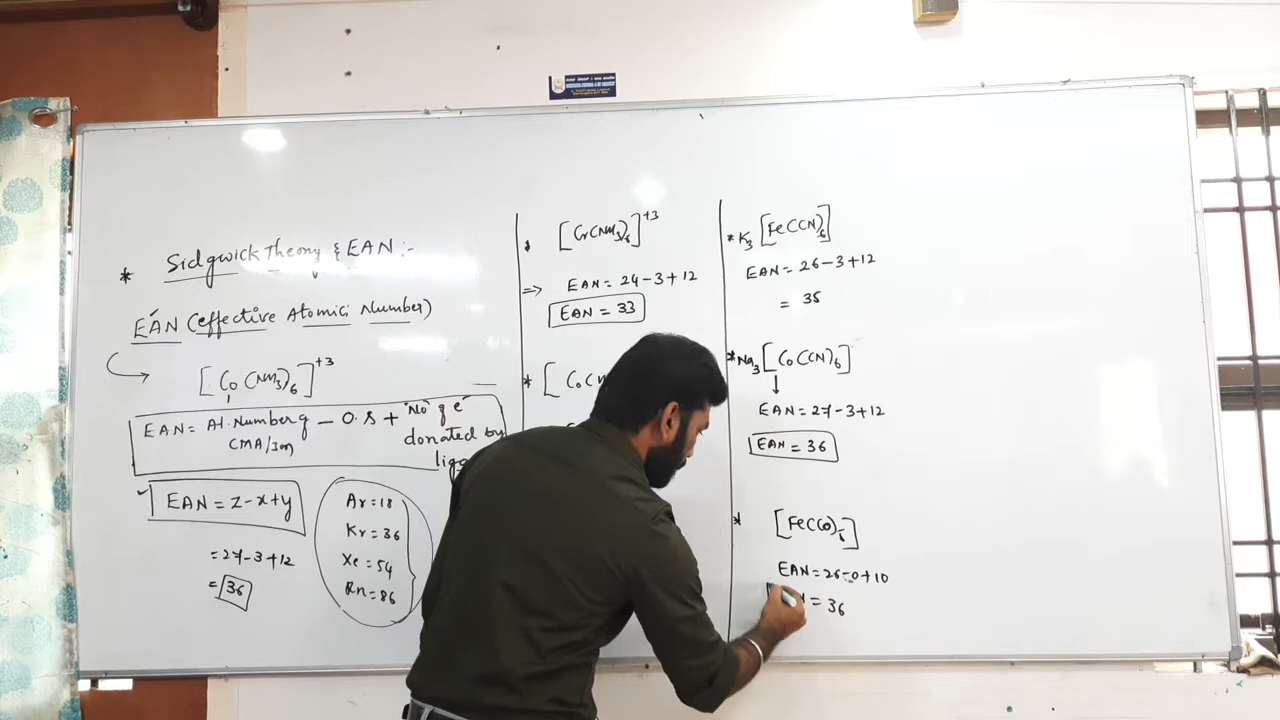 * Sidgwick Theory & EAN :-
EAN (effective Atomic Number)
[Co(NH3)6]+3
EAN = At. Number of CMA/Ion - O.S + No of e- donated by
EAN = z-x+y
= 27-3+12
= 36
Ar = 18
Kr = 36
Xe = 54
Rn = 86
[Cr(NH3)6]+3
=> EAN = 24-3+12
EAN = 33
* [Co
* K3[Fe(CN)6]
EAN = 26-3+12
= 35
* Na3[Co(CN)6]
EAN = 27-3+12
EAN = 36
* [Fe(CO)5]
EAN = 26-0+10
= 36